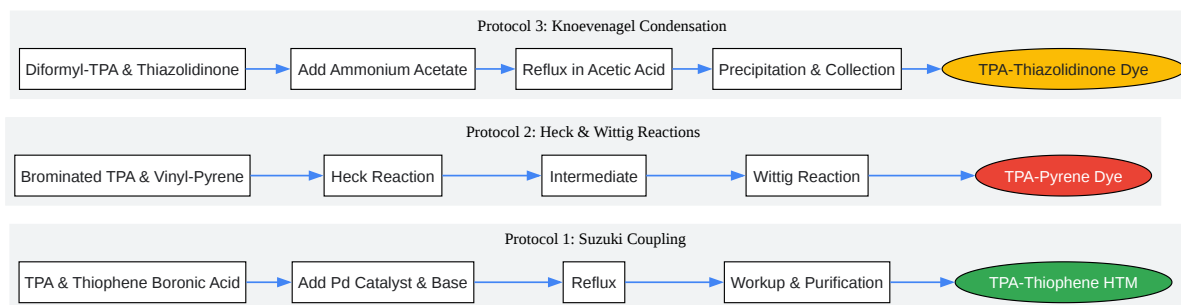 Protocol 3: Knoevenagel Condensation
Diformyl-TPA & Thiazolidinone
Add Ammonium Acetate
Reflux in Acetic Acid
Precipitation & Collection
TPA-Thiazolidinone Dye
Protocol 2: Heck & Wittig Reactions
Brominated TPA & Vinyl-Pyrene
Heck Reaction
Intermediate
Wittig Reaction
TPA-Pyrene Dye
Protocol 1: Suzuki Coupling
TPA & Thiophene Boronic Acid
Add Pd Catalyst & Base
Reflux
Workup & Purification
TPA-Thiophene HTM